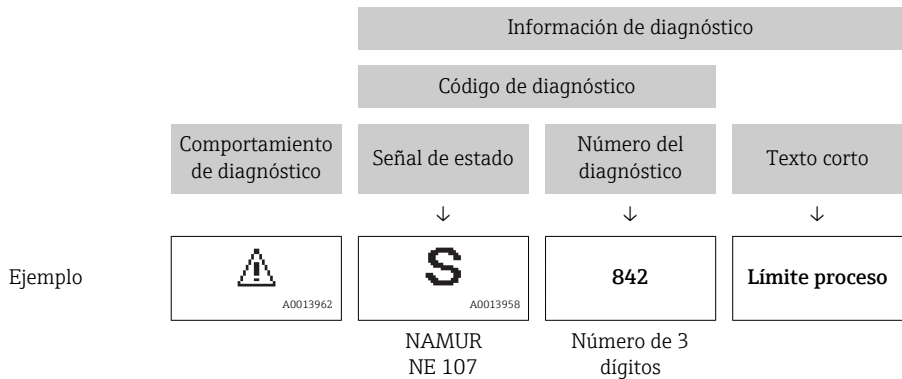 Información de diagnóstico
Código de diagnóstico
Comportamiento
de diagnóstico
Señal de estado
Número del
diagnóstico
Texto corto
↓ ↓ ↓
Ejemplo
A0013962
S
A0013958
842
Límite proceso
NAMUR
NE 107
Número de 3
dígitos